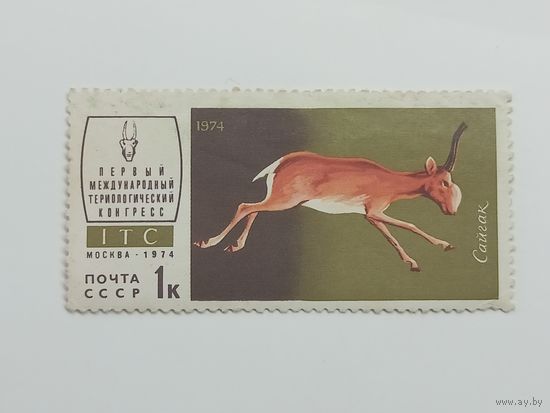 ПЕРВЫЙ
МЕЖДУНАРОДНЫЙ
ТЕРИОЛОГИЧЕСКИЙ
КОНГРЕСС
ITC
МОСКВА - 1974
ПОЧТА
СССР 1к
1974
Сайгак
www.ay.by